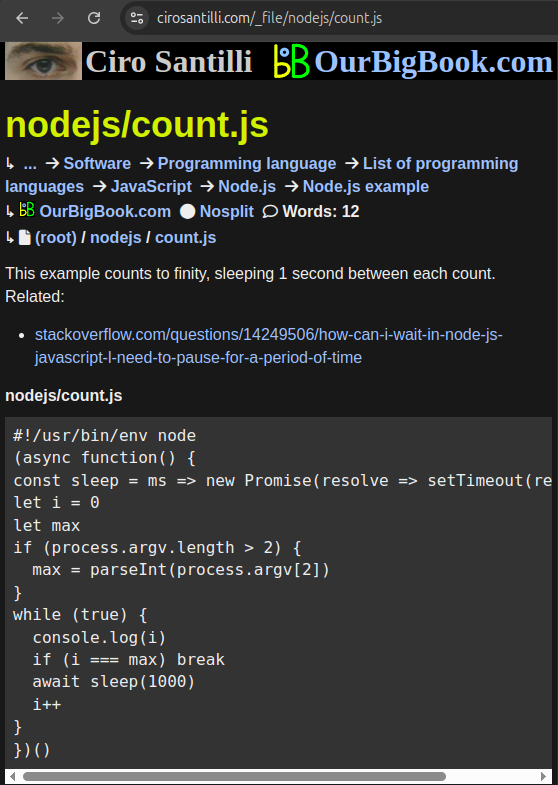 cirosantilli.com/_file/nodejs/count.js
Ciro Santilli OurBigBook.com
nodejs/count.js
↳ ... → Software → Programming language → List of programming
languages → JavaScript → Node.js → Node.js example
↳ OurBigBook.com Nosplit Words: 12
↳ (root) / nodejs / count.js
This example counts to finity, sleeping 1 second between each count.
Related:
• stackoverflow.com/questions/14249506/how-can-i-wait-in-node-js-
javascript-l-need-to-pause-for-a-period-of-time
nodejs/count.js
#!/usr/bin/env node
(async function() {
const sleep = ms => new Promise(resolve => setTimeout(re
let i = 0
let max
if (process.argv.length > 2) {
  max = parseInt(process.argv[2])
}
while (true) {
  console.log(i)
  if (i === max) break
  await sleep(1000)
  i++
}
})()